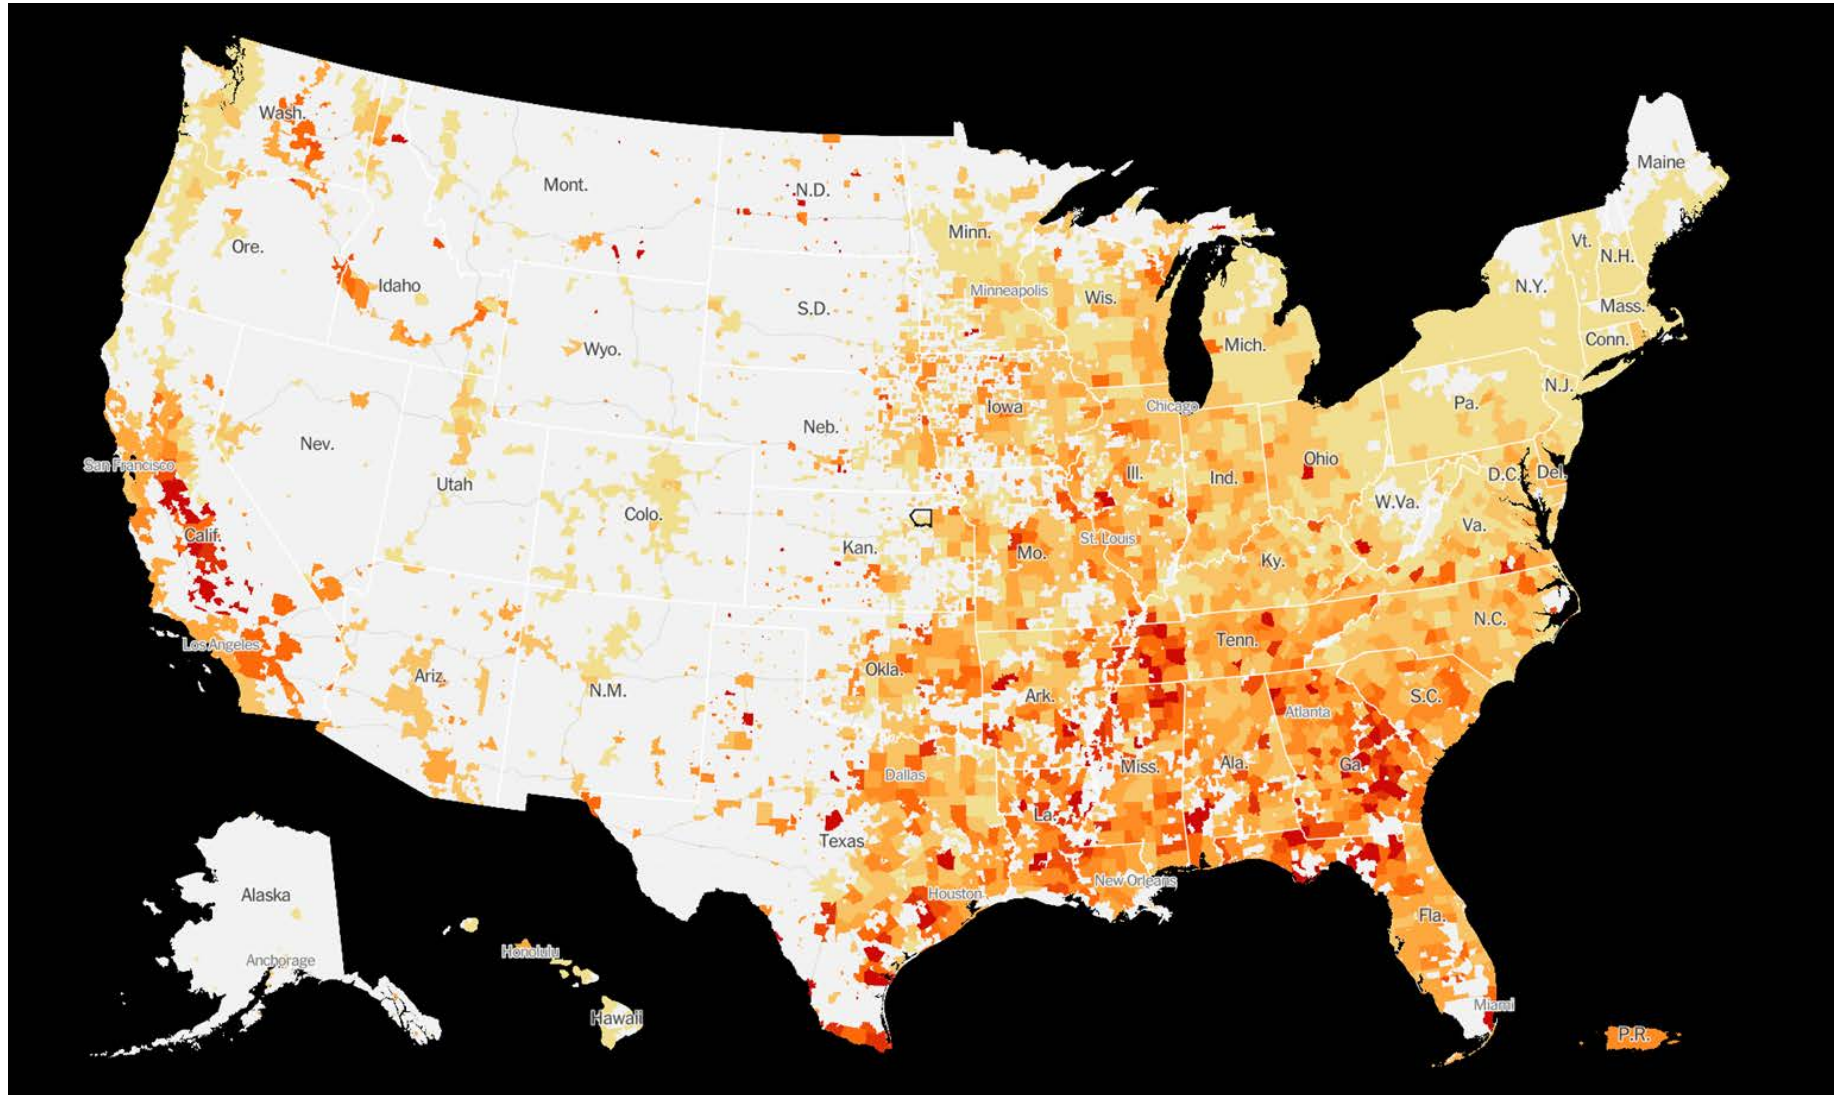 Wash.
Maine
Mont.
N.D.
Minn.
Vt.
Ore.
N.H.
Idaho
Minneapolis
Wis.
N.Y.
S.D.
Mass.
Wyo.
Mich.
Conn.
N.J.
Iowa
Chicago
Pa.
Neb.
Nev.
San Francisco
Ohio
Utah
Ill.
Ind.
D.C.
Del.
W.Va.
Colo.
Va.
Calif.
St. Louis
Kan.
Mo.
Ky.
N.C.
Los Angeles
Tenn.
Okla.
Ariz.
N.M.
Ark.
S.C.
Atlanta
Dallas
Miss.
Ala.
Ga.
La.
Texas
New Orleans
Alaska
Houston
Fla.
Honolulu
Anchorage
Miami
Hawaii
P.R.